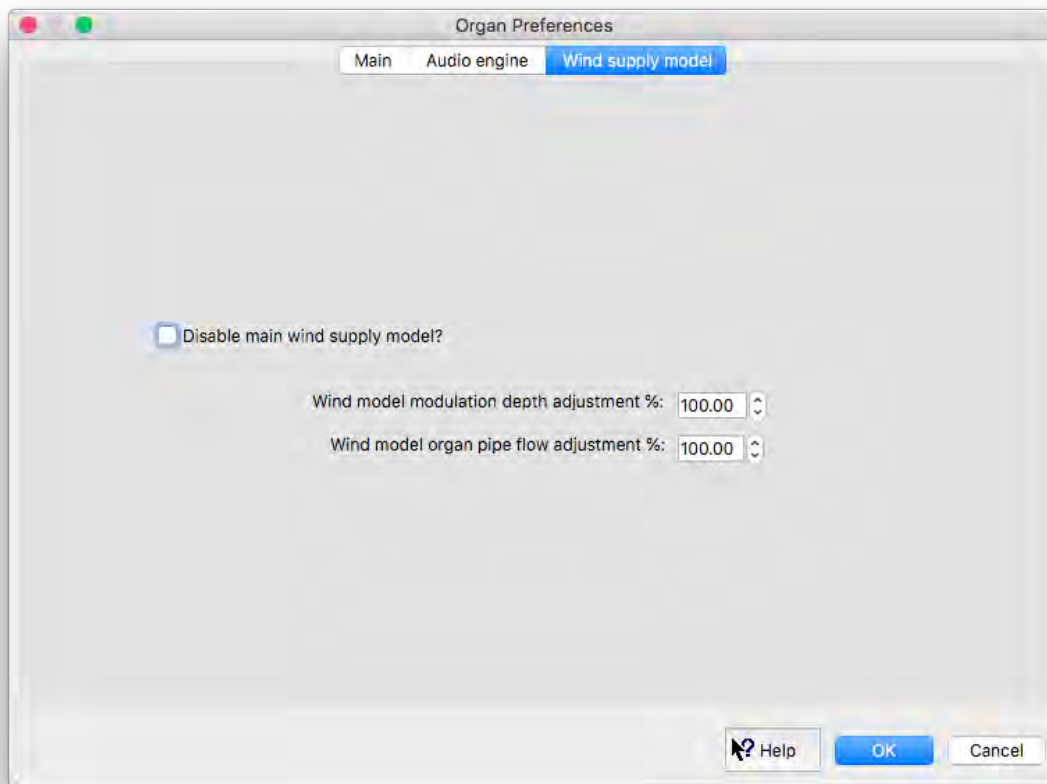 Organ Preferences
Main Audio engine Wind supply model
Disable main wind supply model?
Wind model modulation depth adjustment %: 100.00
Wind model organ pipe flow adjustment %: 100.00
? Help OK Cancel